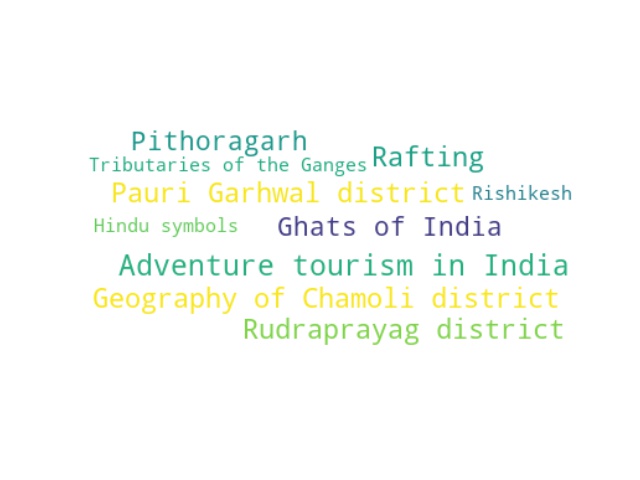 Pithoragarh
Rafting
Tributaries of the Ganges
Pauri Garhwal district
Rishikesh
Hindu symbols
Ghats of India
Adventure tourism in India
Geography of Chamoli district
Rudraprayag district